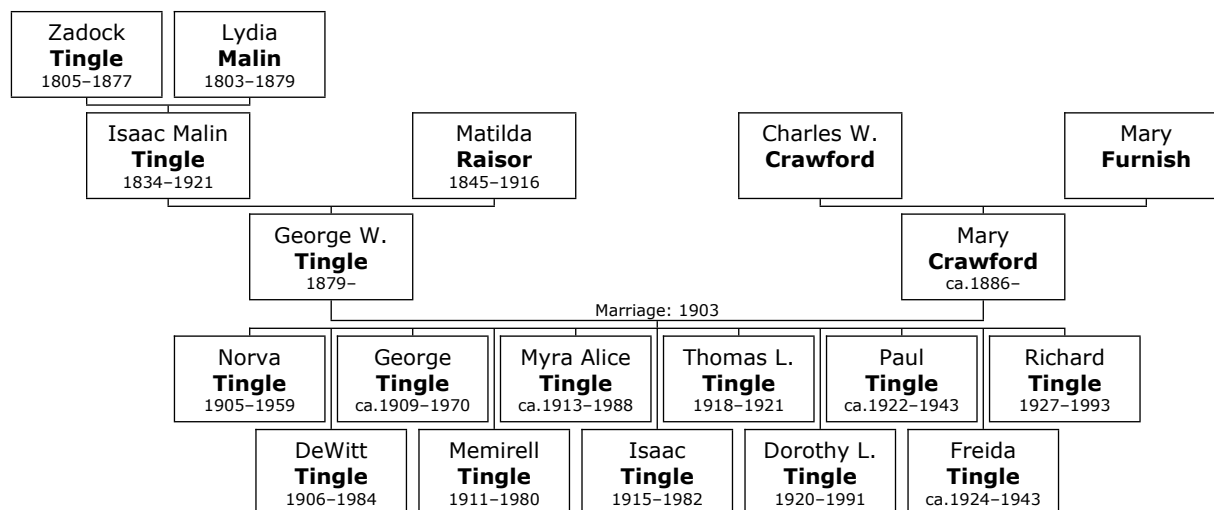 Zadock
Tingle
1805–1877
Lydia
Malin
1803–1879
Isaac Malin
Tingle
1834–1921
Matilda
Raisor
1845–1916
Charles W.
Crawford
Mary
Furnish
George W.
Tingle
1879–
Mary
Crawford
ca.1886–
Marriage: 1903
Norva
Tingle
1905–1959
George
Tingle
ca.1909–1970
Myra Alice
Tingle
ca.1913–1988
Thomas L.
Tingle
1918–1921
Paul
Tingle
ca.1922–1943
Richard
Tingle
1927–1993
DeWitt
Tingle
1906–1984
Memirell
Tingle
1911–1980
Isaac
Tingle
1915–1982
Dorothy L.
Tingle
1920–1991
Freida
Tingle
ca.1924–1943